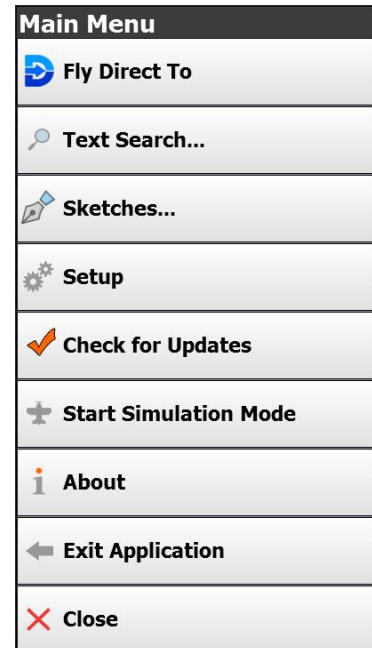 Main Menu
Fly Direct To
Text Search...
Sketches...
Setup
Check for Updates
Start Simulation Mode
About
Exit Application
Close